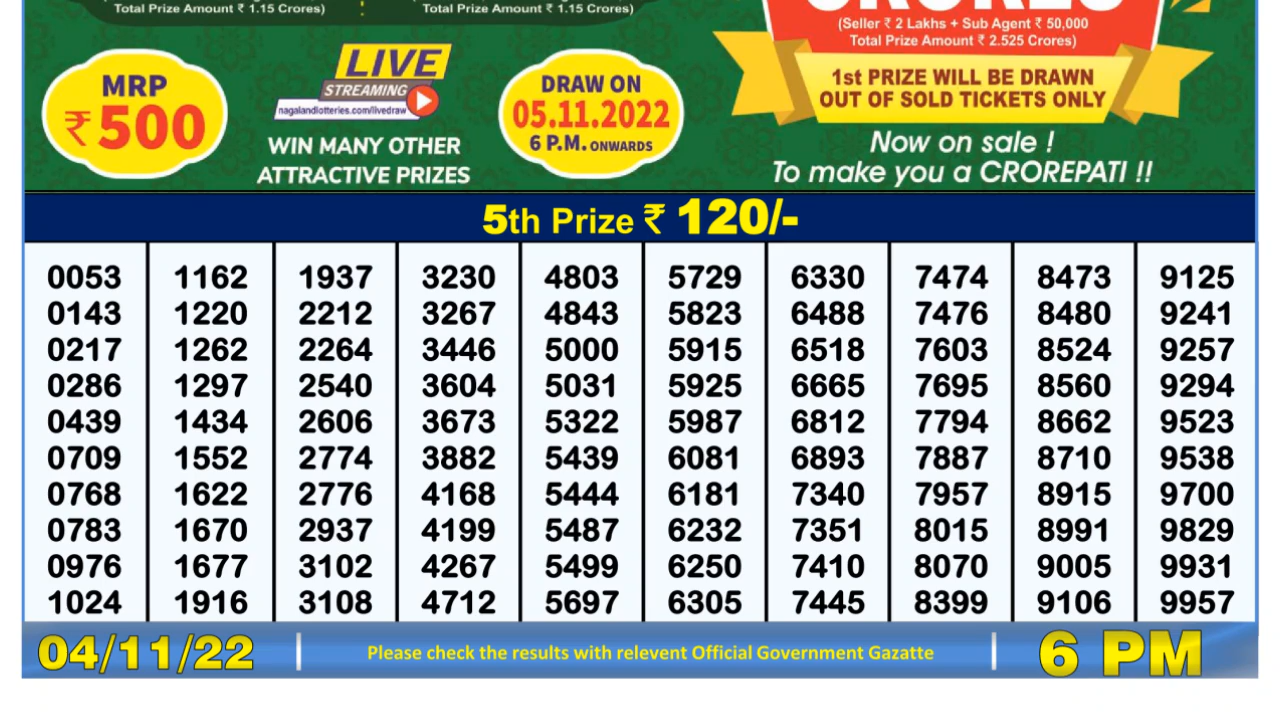 Total Prize Amount ₹ 1.15 Crores)
Total Prize Amount ₹ 1.15 Crores)
(Seller ₹ 2 Lakhs + Sub Agent ₹ 50,000
Total Prize Amount ₹ 2.525 Crores)
MRP
₹500
LIVE
STREAMING
nagalandlotteries.com/livedraw
WIN MANY OTHER
ATTRACTIVE PRIZES
DRAW ON
05.11.2022
6 P.M. ONWARDS
1st PRIZE WILL BE DRAWN
OUT OF SOLD TICKETS ONLY
Now on sale !
To make you a CROREPATI !!
5th Prize ₹ 120/-
0053 1162 1937 3230 4803 5729 6330 7474 8473 9125
0143 1220 2212 3267 4843 5823 6488 7476 8480 9241
0217 1262 2264 3446 5000 5915 6518 7603 8524 9257
0286 1297 2540 3604 5031 5925 6665 7695 8560 9294
0439 1434 2606 3673 5322 5987 6812 7794 8662 9523
0709 1552 2774 3882 5439 6081 6893 7887 8710 9538
0768 1622 2776 4168 5444 6181 7340 7957 8915 9700
0783 1670 2937 4199 5487 6232 7351 8015 8991 9829
0976 1677 3102 4267 5499 6250 7410 8070 9005 9931
1024 1916 3108 4712 5697 6305 7445 8399 9106 9957
04/11/22
Please check the results with relevent Official Government Gazatte
6 PM